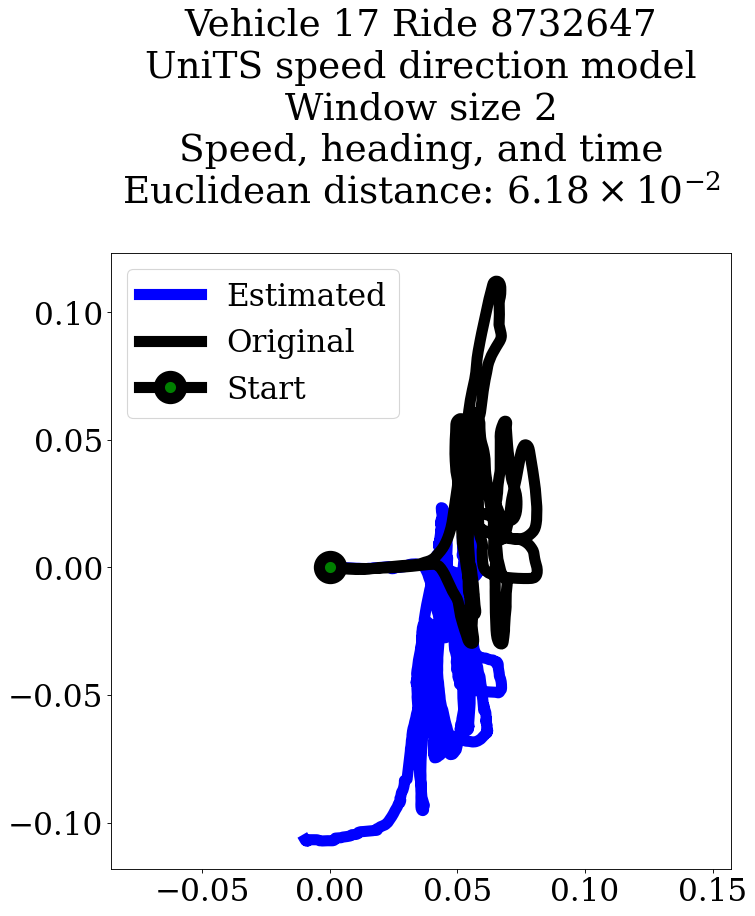 Vehicle 17 Ride 8732647
UniTS speed direction model
Window size 2
Speed, heading, and time
Euclidean distance: 6.18 × 10⁻²
Estimated
Original
Start
0.10
0.05
0.00
−0.05
−0.10
−0.05 0.00 0.05 0.10 0.15